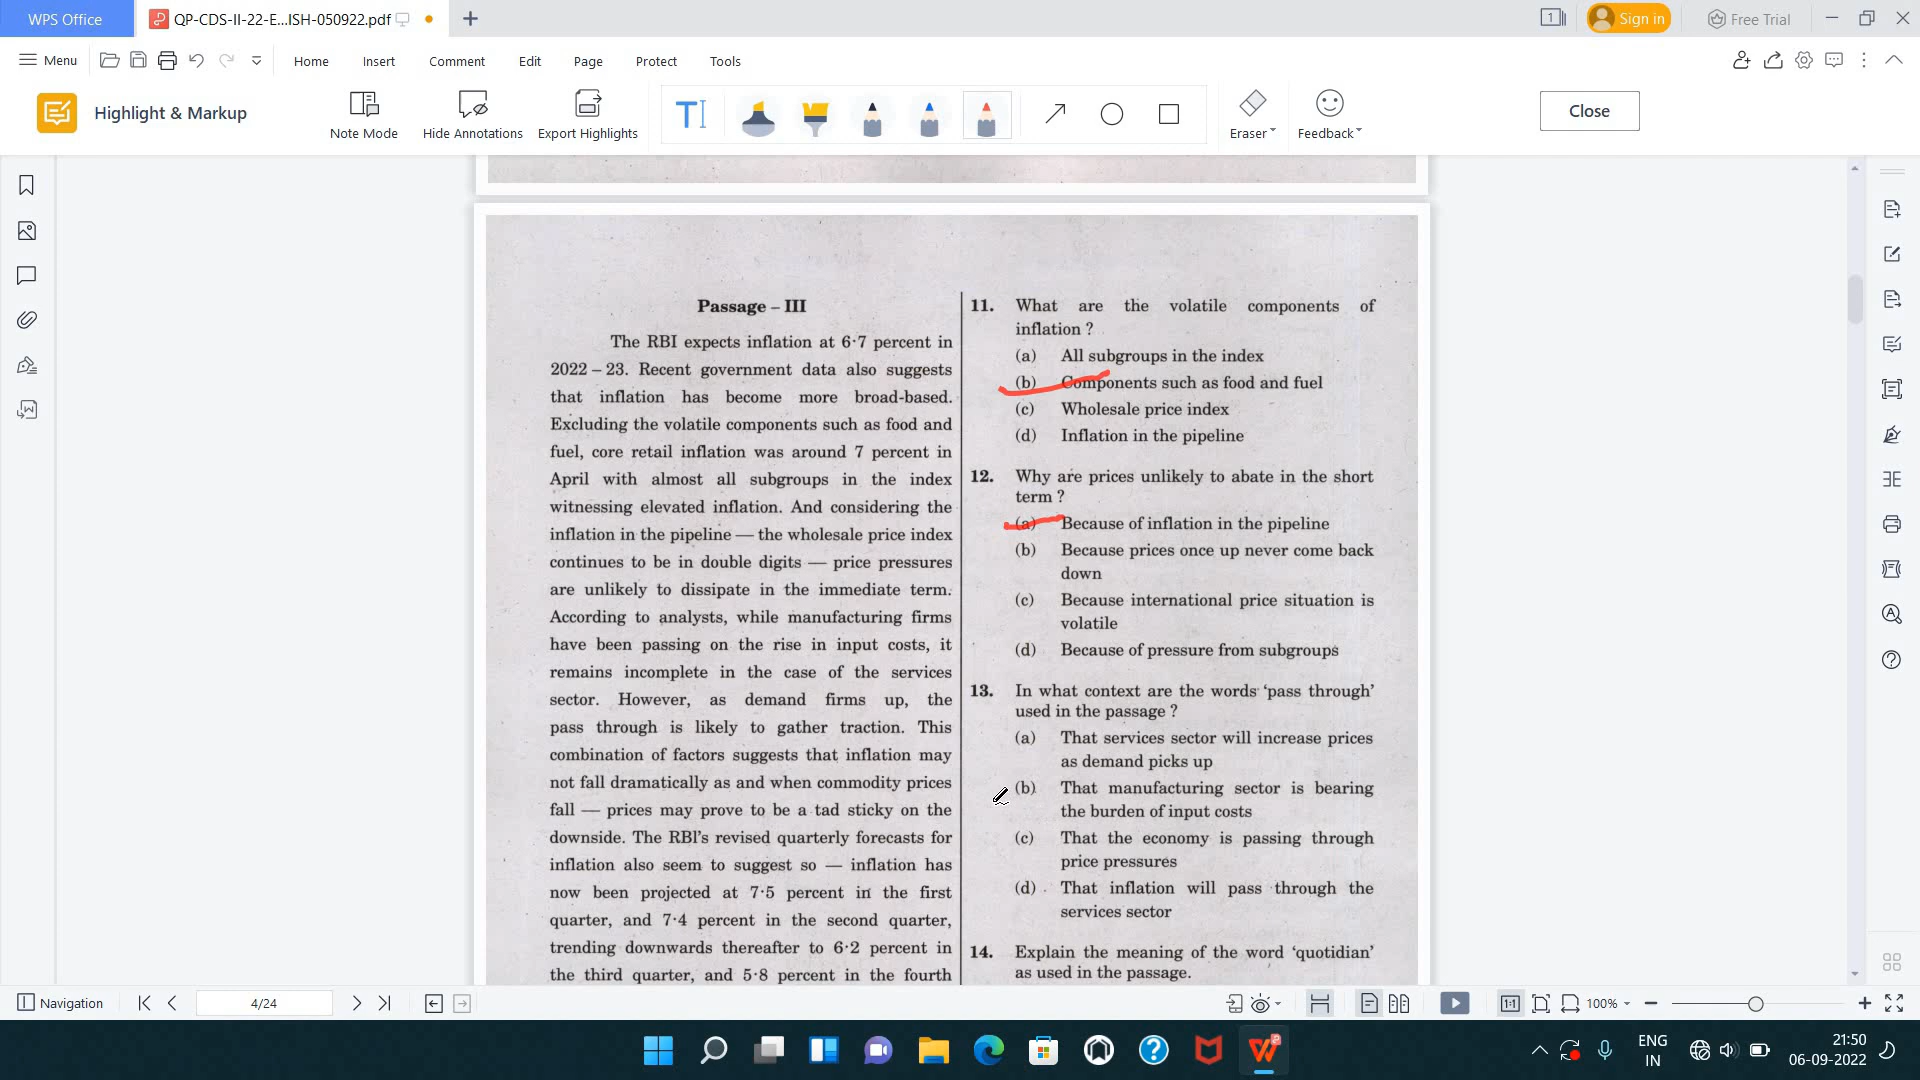 WPS Office
QP-CDS-II-22-E...ISH-050922.pdf
1
Sign in
Free Trial
Menu
Home
Insert
Comment
Edit
Page
Protect
Tools
Highlight & Markup
Note Mode
Hide Annotations
Export Highlights
Eraser
Feedback
Close
Passage – III
The RBI expects inflation at 6·7 percent in
2022 – 23. Recent government data also suggests
that inflation has become more broad-based.
Excluding the volatile components such as food and
fuel, core retail inflation was around 7 percent in
April with almost all subgroups in the index
witnessing elevated inflation. And considering the
inflation in the pipeline — the wholesale price index
continues to be in double digits — price pressures
are unlikely to dissipate in the immediate term.
According to analysts, while manufacturing firms
have been passing on the rise in input costs, it
remains incomplete in the case of the services
sector. However, as demand firms up, the
pass through is likely to gather traction. This
combination of factors suggests that inflation may
not fall dramatically as and when commodity prices
fall — prices may prove to be a tad sticky on the
downside. The RBI's revised quarterly forecasts for
inflation also seem to suggest so — inflation has
now been projected at 7·5 percent in the first
quarter, and 7·4 percent in the second quarter,
trending downwards thereafter to 6·2 percent in
the third quarter, and 5·8 percent in the fourth
11. What are the volatile components of
inflation ?
(a) All subgroups in the index
(b) Components such as food and fuel
(c) Wholesale price index
(d) Inflation in the pipeline
12. Why are prices unlikely to abate in the short
term ?
(a) Because of inflation in the pipeline
(b) Because prices once up never come back
down
(c) Because international price situation is
volatile
(d) Because of pressure from subgroups
13. In what context are the words 'pass through'
used in the passage ?
(a) That services sector will increase prices
as demand picks up
(b) That manufacturing sector is bearing
the burden of input costs
(c) That the economy is passing through
price pressures
(d) That inflation will pass through the
services sector
14. Explain the meaning of the word 'quotidian'
as used in the passage.
Navigation
4/24
1:1
100%
ENG
IN
21:50
06-09-2022